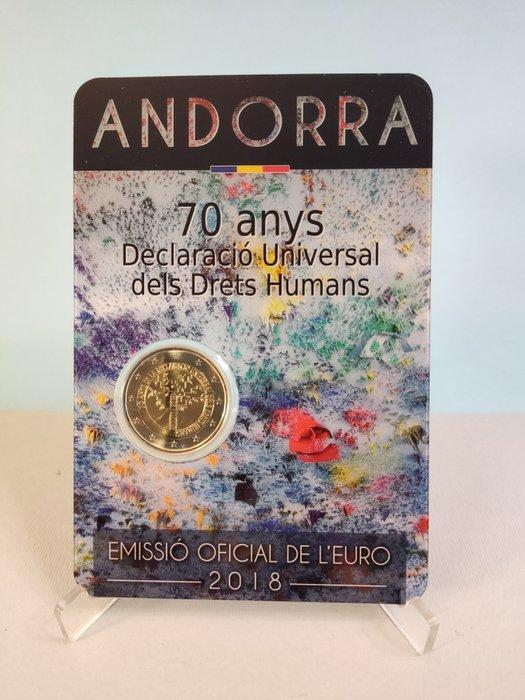 ANDORRA
70 anys
Declaració Universal
dels Drets Humans
EMISSIÓ OFICIAL DE L'EURO
2018